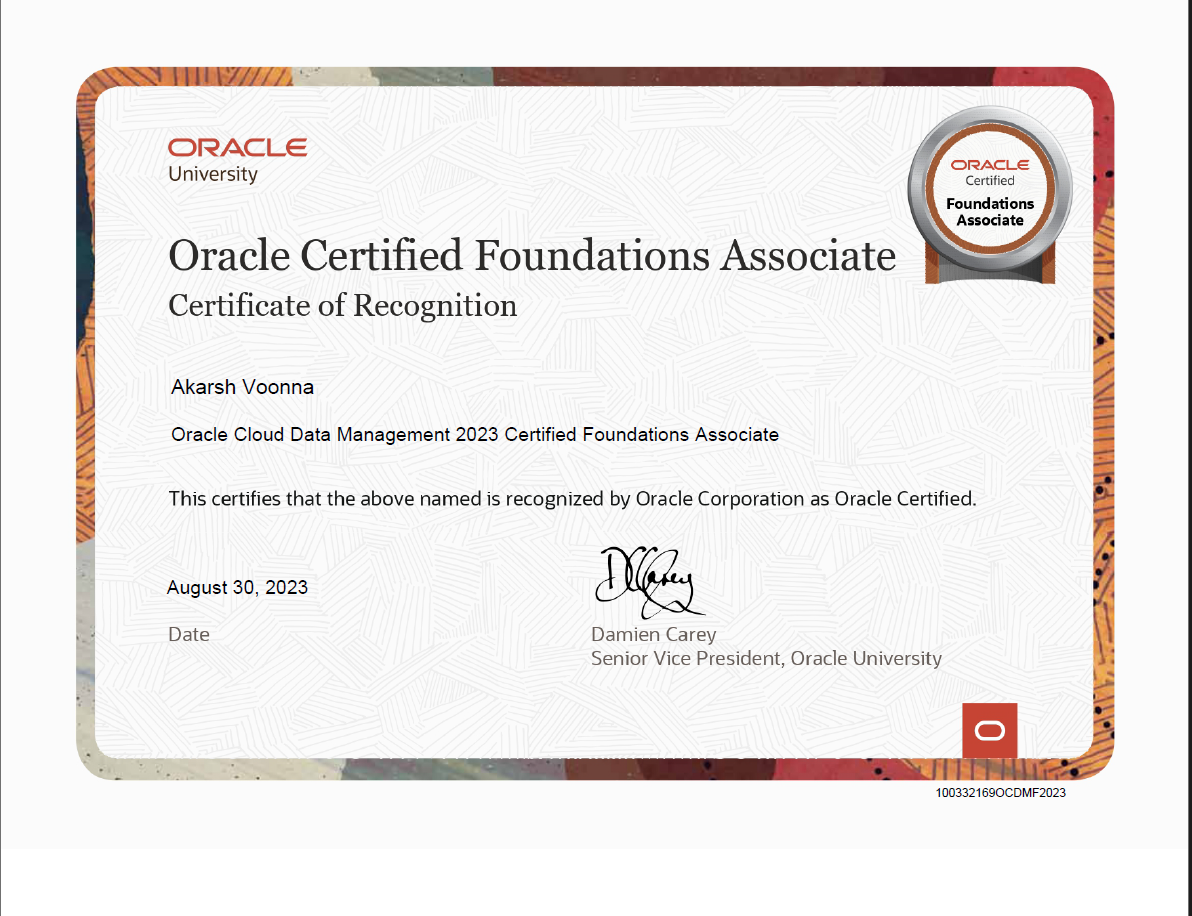 ORACLE
University
ORACLE
Certified
Foundations
Associate
Oracle Certified Foundations Associate
Certificate of Recognition
Akarsh Voonna
Oracle Cloud Data Management 2023 Certified Foundations Associate
This certifies that the above named is recognized by Oracle Corporation as Oracle Certified.
August 30, 2023
Date
DCarey
Damien Carey
Senior Vice President, Oracle University
100332169OCDMF2023